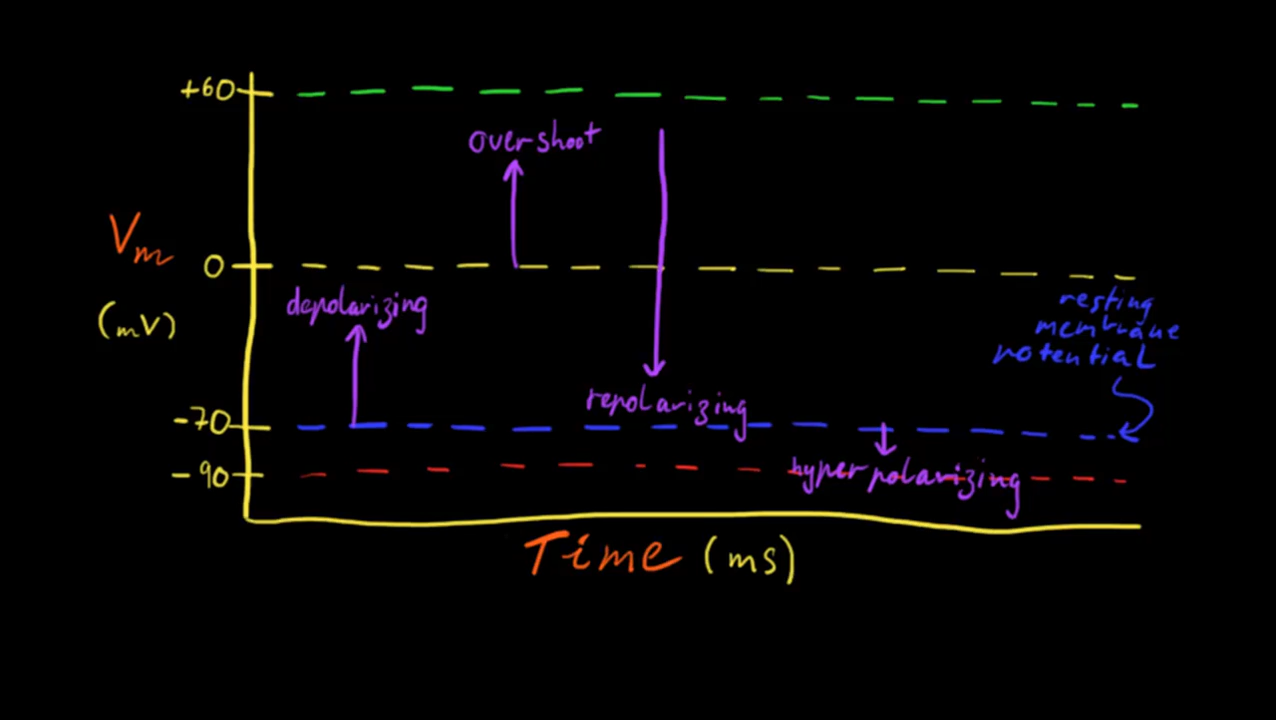 +60
overshoot
Vm
0
depolarizing
(mV)
resting
membrane
potential
repolarizing
-70
hyperpolarizing
-90
Time (ms)